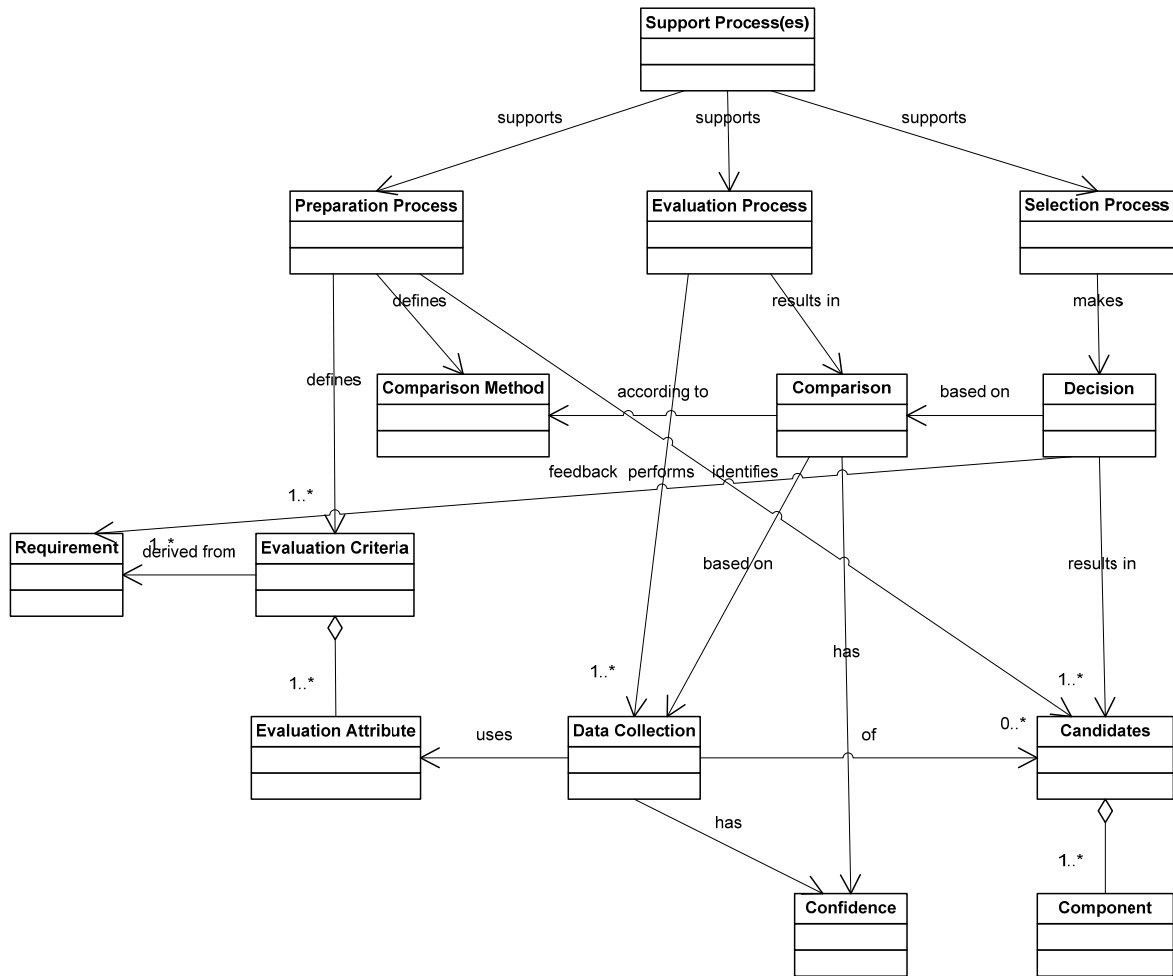 Support Process(es)
supports
supports
supports
Preparation Process
Evaluation Process
Selection Process
defines
results in
makes
defines
Comparison Method
according to
Comparison
based on
Decision
feedback
performs
identifies
1..*
1..*
Requirement
derived from
Evaluation Criteria
based on
results in
has
1..*
1..*
1..*
0..*
Evaluation Attribute
uses
Data Collection
of
Candidates
has
1..*
Confidence
Component